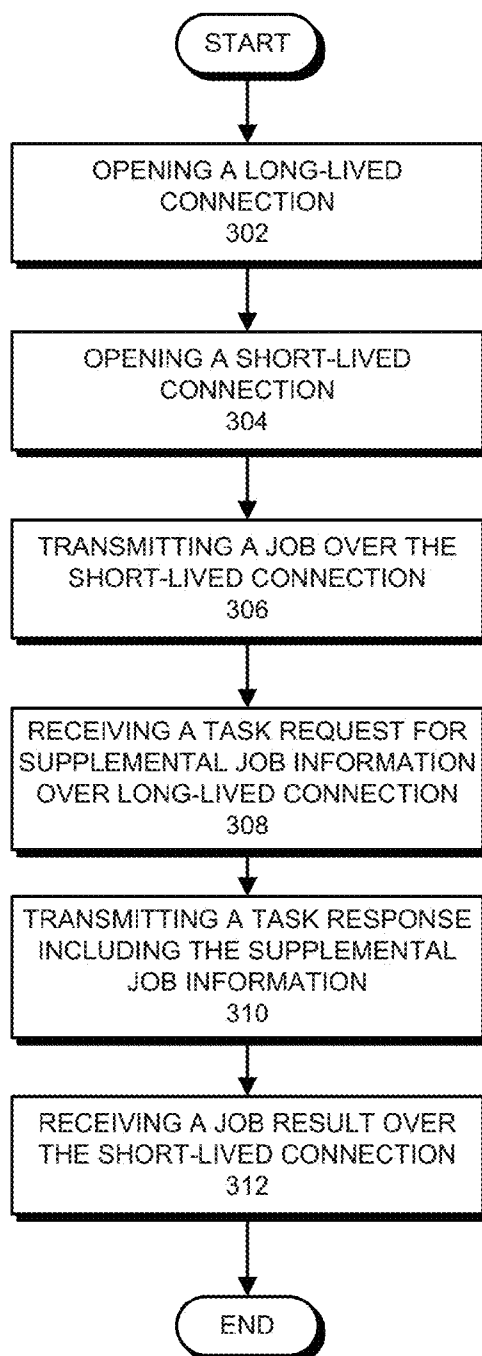 START
OPENING A LONG-LIVED
CONNECTION
302
OPENING A SHORT-LIVED
CONNECTION
304
TRANSMITTING A JOB OVER THE
SHORT-LIVED CONNECTION
306
RECEIVING A TASK REQUEST FOR
SUPPLEMENTAL JOB INFORMATION
OVER LONG-LIVED CONNECTION
308
TRANSMITTING A TASK RESPONSE
INCLUDING THE SUPPLEMENTAL
JOB INFORMATION
310
RECEIVING A JOB RESULT OVER
THE SHORT-LIVED CONNECTION
312
END